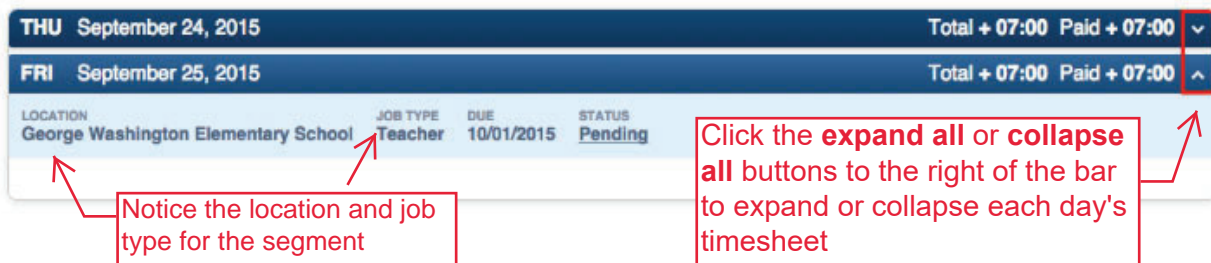 THU September 24, 2015 Total + 07:00 Paid + 07:00
FRI September 25, 2015 Total + 07:00 Paid + 07:00
LOCATION JOB TYPE DUE STATUS
George Washington Elementary School Teacher 10/01/2015 Pending
Notice the location and job
type for the segment
Click the expand all or collapse
all buttons to the right of the bar
to expand or collapse each day's
timesheet